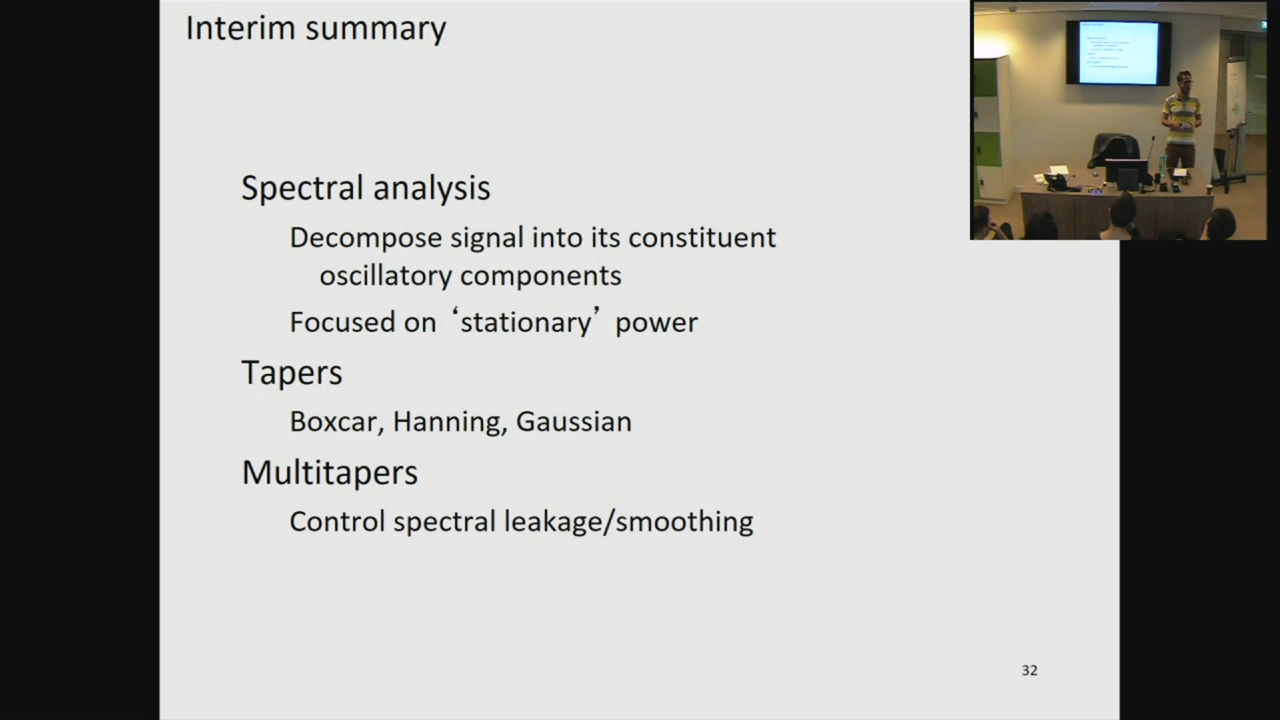 Interim summary
Spectral analysis
Decompose signal into its constituent
oscillatory components
Focused on ‘stationary’ power
Tapers
Boxcar, Hanning, Gaussian
Multitapers
Control spectral leakage/smoothing
32